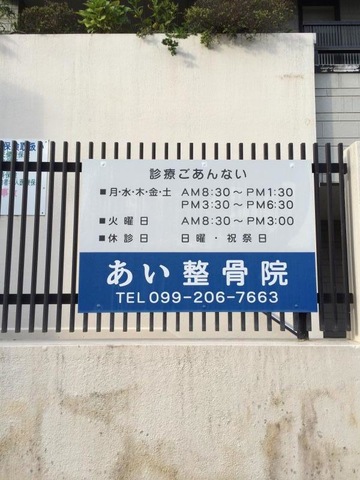 診療ごあんない
■月・水・木・金・土 AM8:30～PM1:30
PM3:30～PM6:30
■火曜日 AM8:30～PM3:00
■休診日 日曜・祝祭日
あい整骨院
TEL 099-206-7663